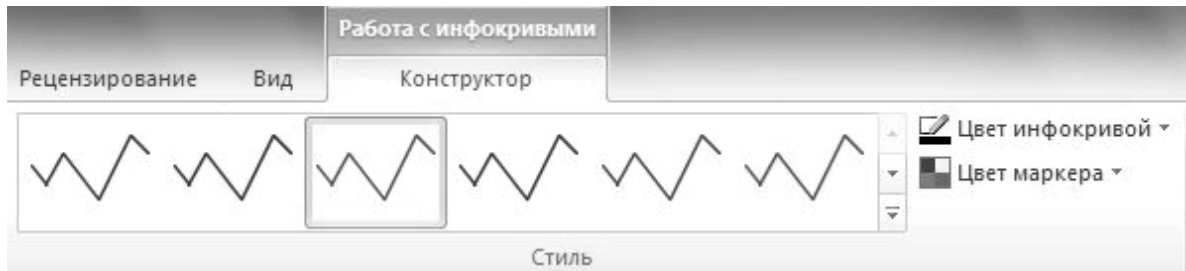 Работа с инфокривыми
Рецензирование Вид Конструктор
Цвет инфокривой
Цвет маркера
Стиль